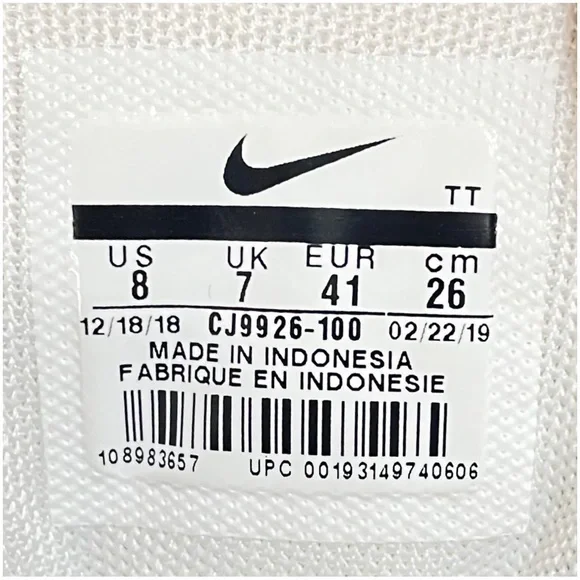 TT
US UK EUR cm
8 7 41 26
12/18/18 CJ9926-100 02/22/19
MADE IN INDONESIA
FABRIQUE EN INDONESIE
108983657 UPC 00193149740606